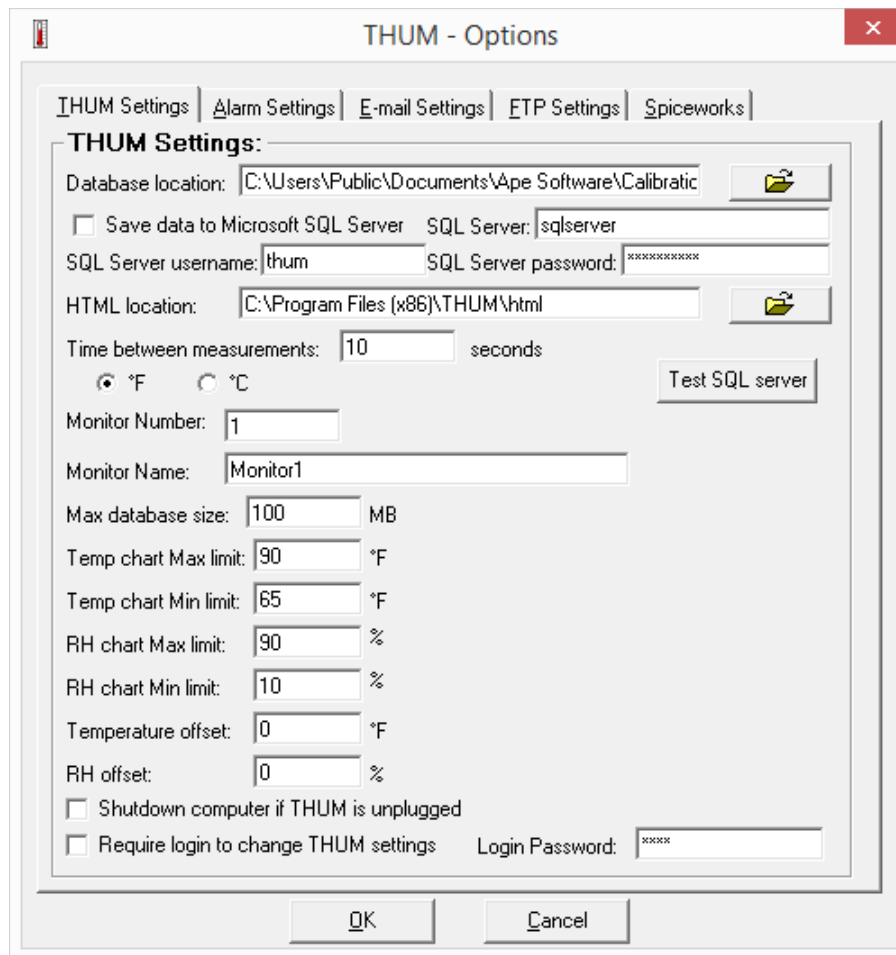 THUM - Options
THUM Settings Alarm Settings E-mail Settings FTP Settings Spiceworks
THUM Settings:
Database location: C:\Users\Public\Documents\Ape Software\Calibratic
Save data to Microsoft SQL Server SQL Server: sqlserver
SQL Server username: thum SQL Server password: **********
HTML location: C:\Program Files (x86)\THUM\html
Time between measurements: 10 seconds
°F °C Test SQL server
Monitor Number: 1
Monitor Name: Monitor1
Max database size: 100 MB
Temp chart Max limit: 90 °F
Temp chart Min limit: 65 °F
RH chart Max limit: 90 %
RH chart Min limit: 10 %
Temperature offset: 0 °F
RH offset: 0 %
Shutdown computer if THUM is unplugged
Require login to change THUM settings Login Password: ****
OK Cancel